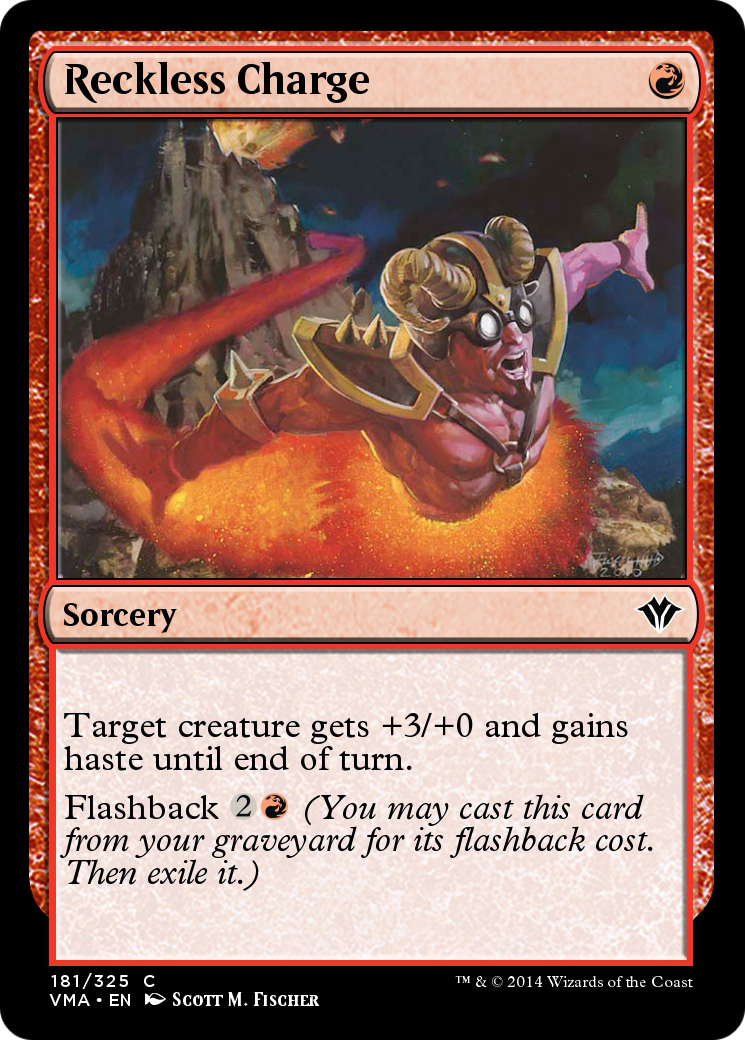 Reckless Charge
Sorcery
Target creature gets +3/+0 and gains
haste until end of turn.
Flashback 2 (You may cast this card
from your graveyard for its flashback cost.
Then exile it.)
181/325 C
™ & © 2014 Wizards of the Coast
VMA • EN Scott M. Fischer